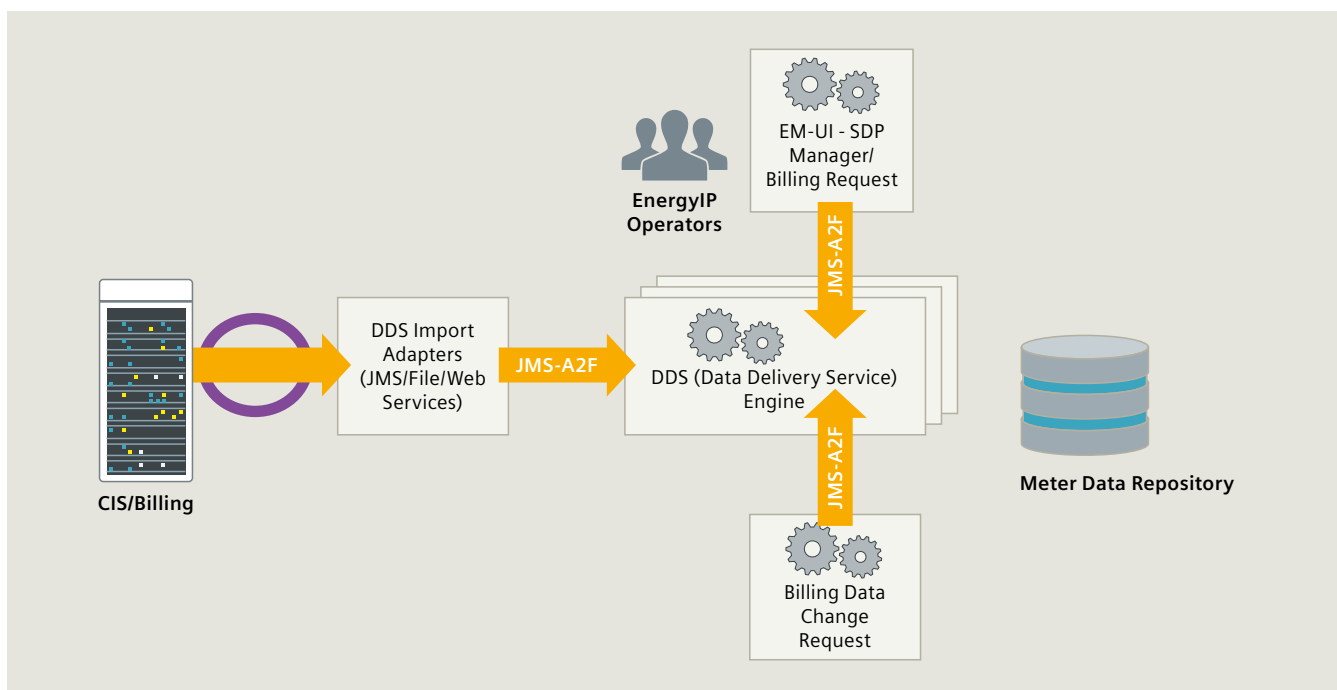 EM-UI - SDP
Manager/
Billing Request
EnergyIP
Operators
JMS-A2F
CIS/Billing
DDS Import
Adapters
(JMS/File/Web
Services)
JMS-A2F
DDS (Data Delivery Service)
Engine
Meter Data Repository
JMS-A2F
Billing Data
Change
Request